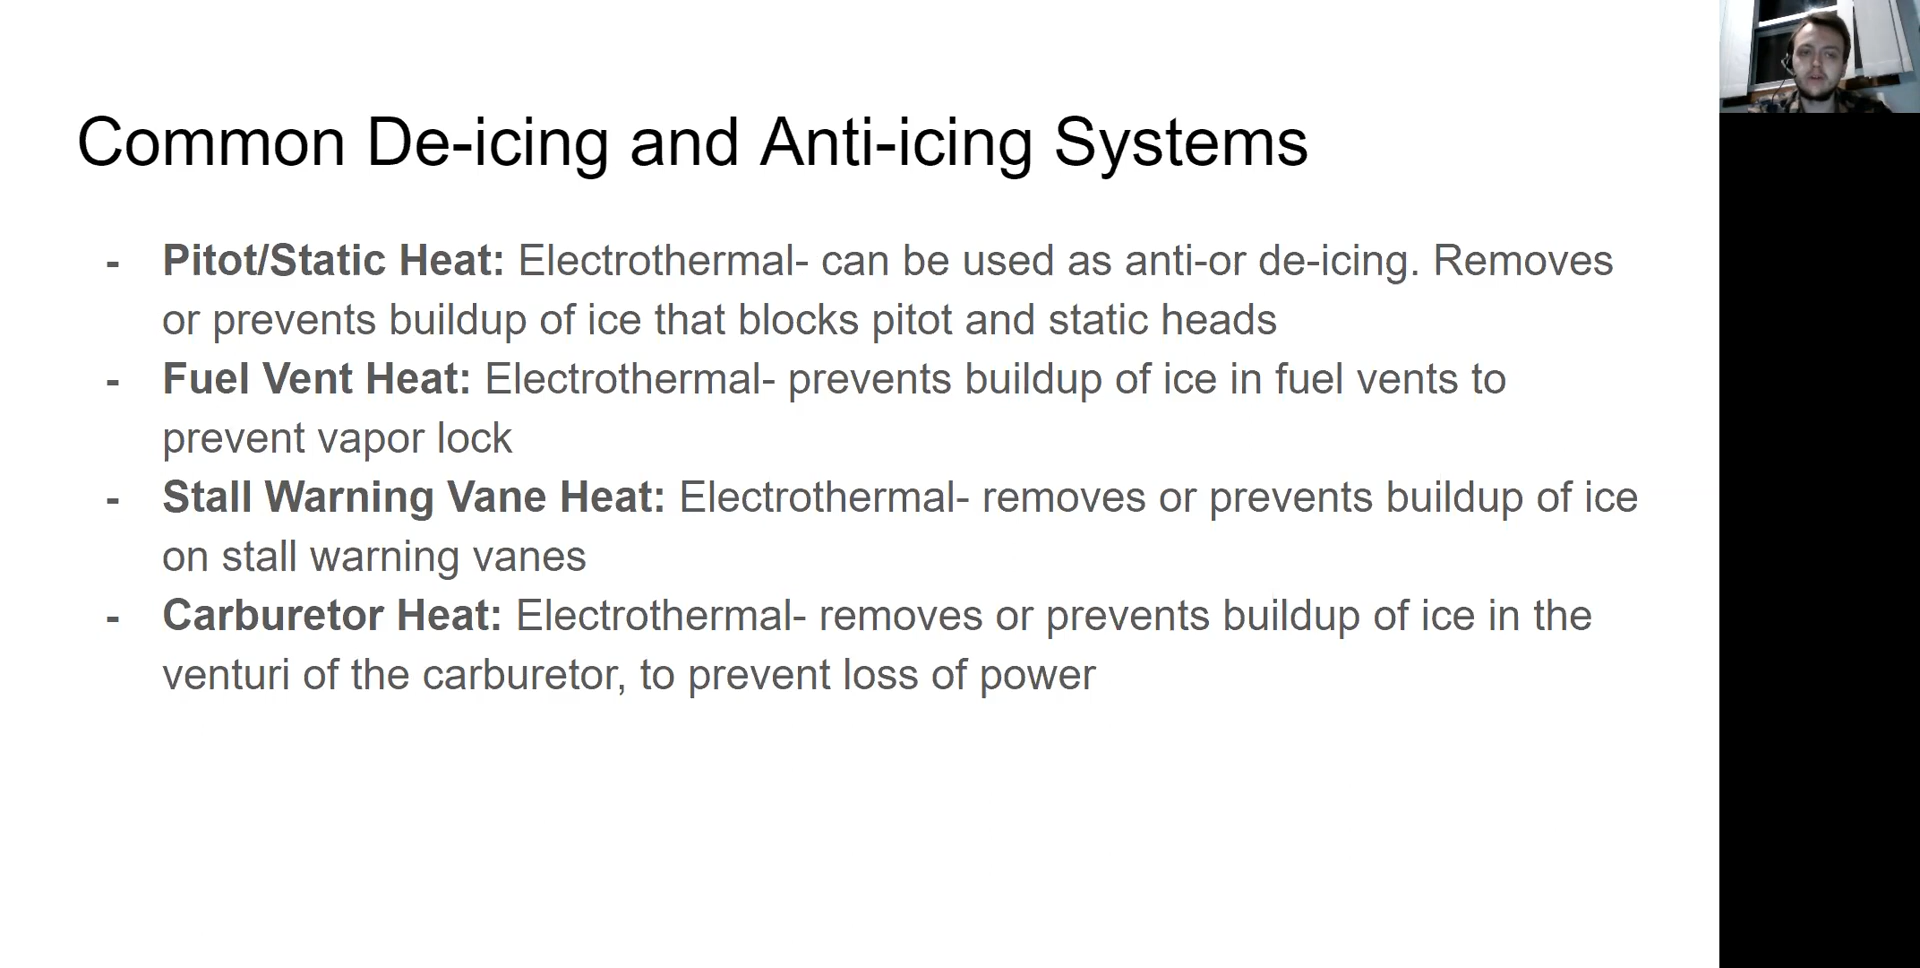 Common De-icing and Anti-icing Systems
- Pitot/Static Heat: Electrothermal- can be used as anti-or de-icing. Removes
or prevents buildup of ice that blocks pitot and static heads
- Fuel Vent Heat: Electrothermal- prevents buildup of ice in fuel vents to
prevent vapor lock
- Stall Warning Vane Heat: Electrothermal- removes or prevents buildup of ice
on stall warning vanes
- Carburetor Heat: Electrothermal- removes or prevents buildup of ice in the
venturi of the carburetor, to prevent loss of power